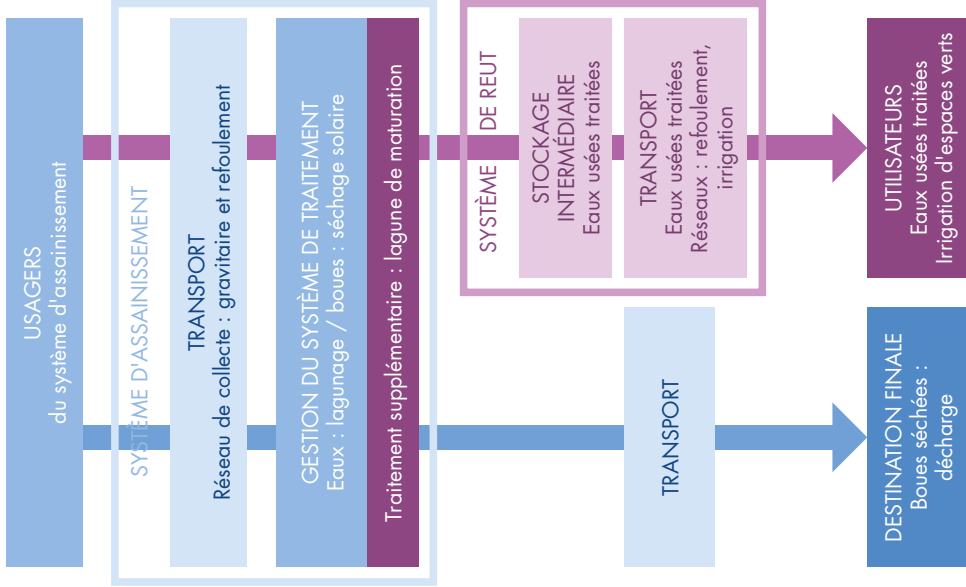 USAGERS
du système d'assainissement
SYSTÈME D'ASSAINISSEMENT
TRANSPORT
Réseau de collecte : gravitaire et refoulement
GESTION DU SYSTÈME DE TRAITEMENT
Eaux : lagunage / boues : séchage solaire
Traitement supplémentaire : lagune de maturation
SYSTÈME DE REUT
STOCKAGE
INTERMÉDIAIRE
Eaux usées traitées
TRANSPORT
Eaux usées traitées
Réseaux : refoulement,
irrigation
TRANSPORT
UTILISATEURS
Eaux usées traitées
Irrigation d'espaces verts
DESTINATION FINALE
Boues séchées :
décharge